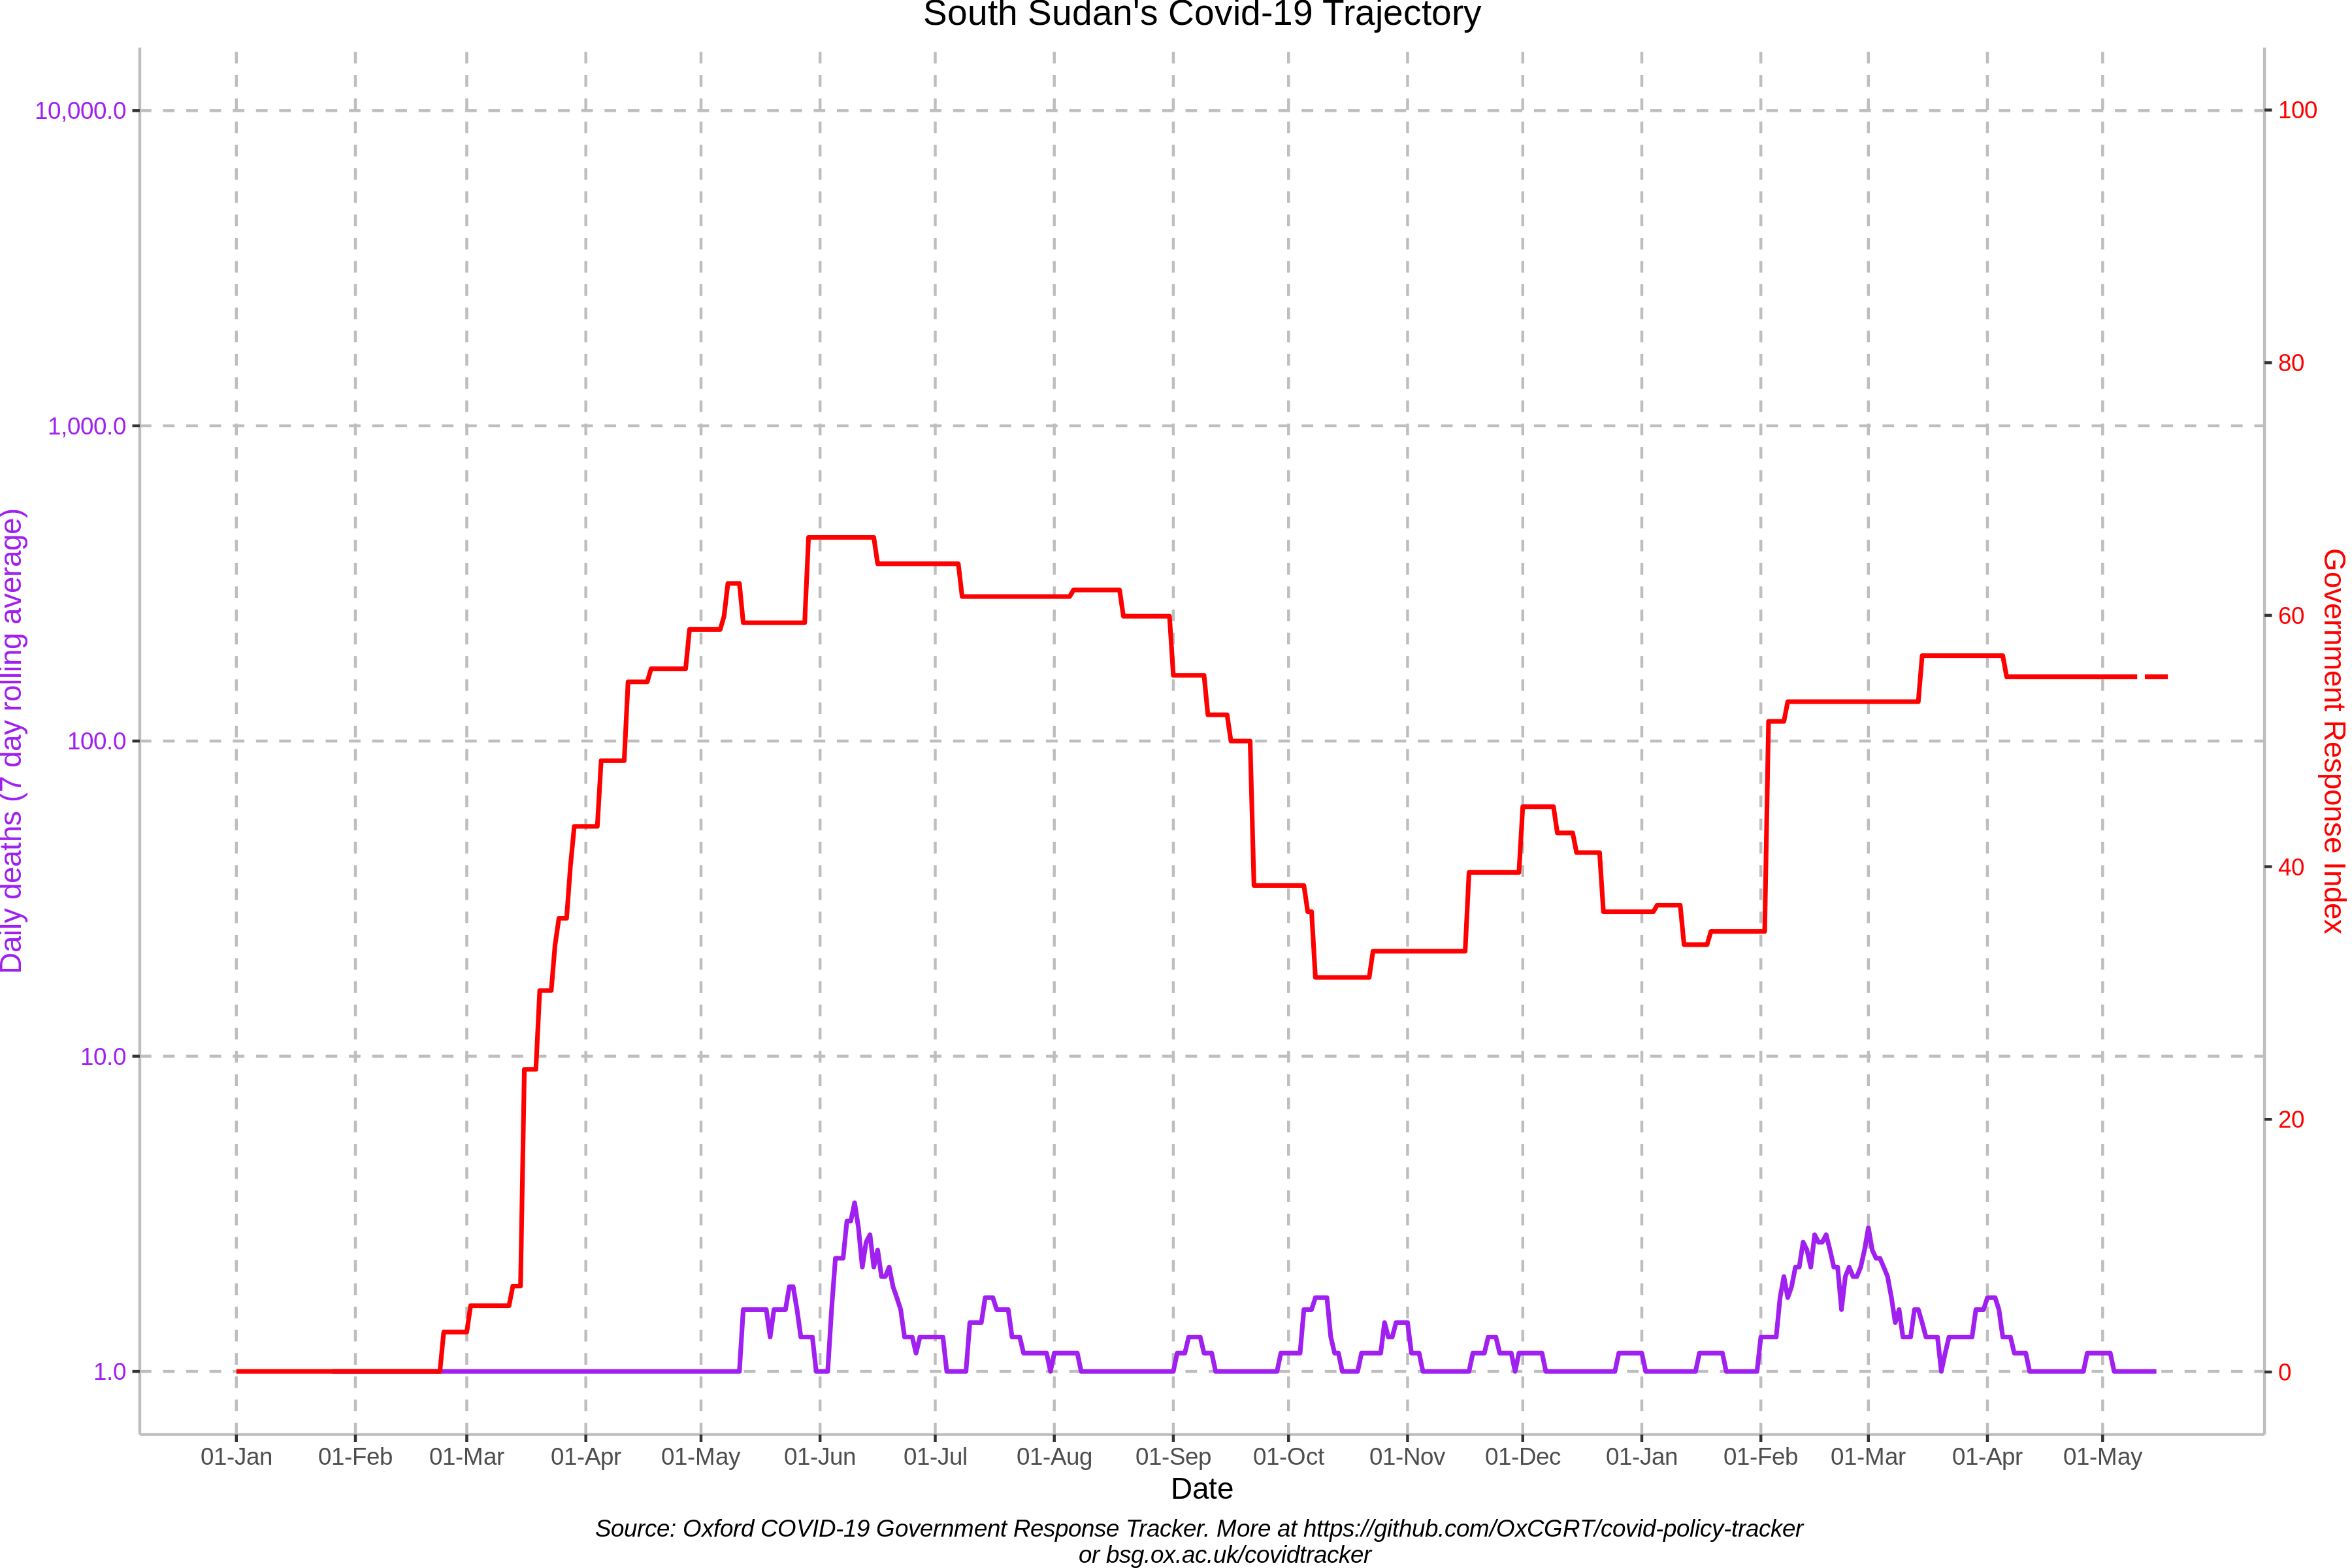 South Sudan's Covid-19 Trajectory
10,000.0
1,000.0
100.0
10.0
1.0
Daily deaths (7 day rolling average)
100
80
60
40
20
0
Government Response Index
01-Jan 01-Feb 01-Mar 01-Apr 01-May 01-Jun 01-Jul 01-Aug 01-Sep 01-Oct 01-Nov 01-Dec 01-Jan 01-Feb 01-Mar 01-Apr 01-May
Date
Source: Oxford COVID-19 Government Response Tracker. More at https://github.com/OxCGRT/covid-policy-tracker
or bsg.ox.ac.uk/covidtracker